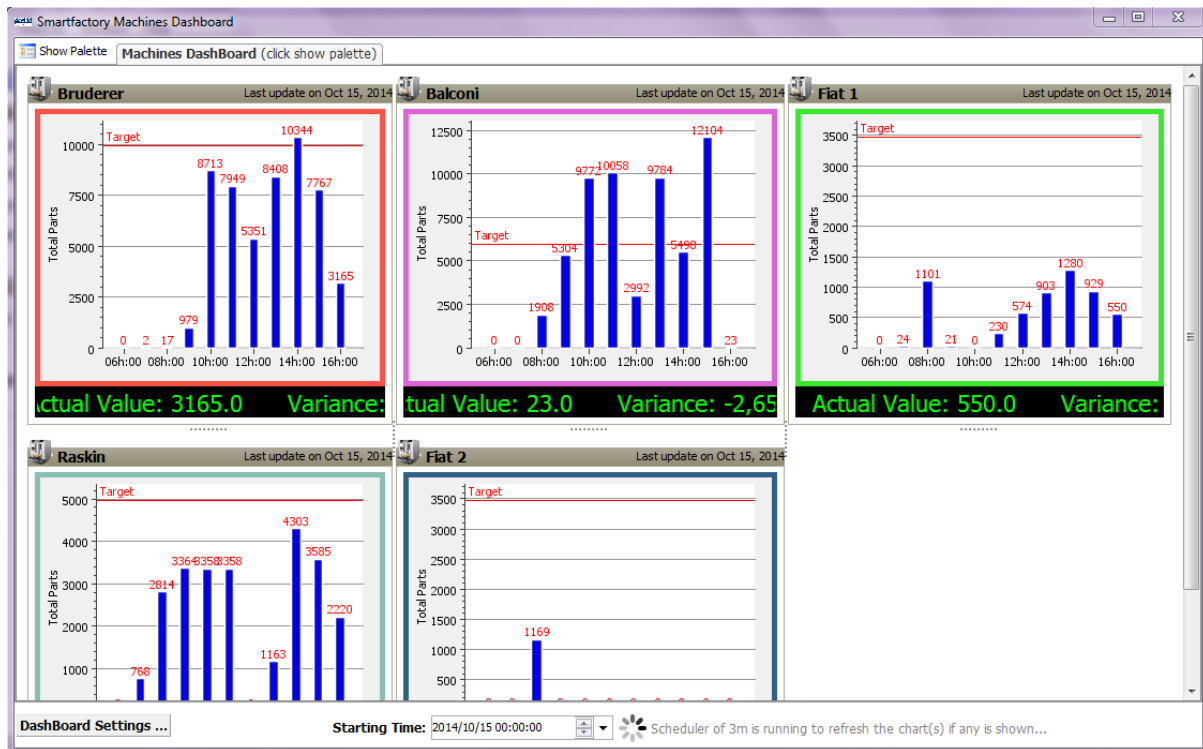 Smartfactory Machines Dashboard
Show Palette
Machines DashBoard (click show palette)
Bruderer
Last update on Oct 15, 2014
Total Parts
10000
7500
5000
2500
0
Target
0 2 17 979 8713 7949 5351 8408 10344 7767 3165
06h:00 08h:00 10h:00 12h:00 14h:00 16h:00
ctual Value: 3165.0 Variance:
Balconi
Last update on Oct 15, 2014
Total Parts
12500
10000
7500
5000
2500
0
Target
0 0 1908 5304 9772 10058 2992 9784 5498 12104 23
06h:00 08h:00 10h:00 12h:00 14h:00 16h:00
tual Value: 23.0 Variance: -2,65
Fiat 1
Last update on Oct 15, 2014
Total Parts
3500
3000
2500
2000
1500
1000
500
0
Target
0 24 1101 21 0 230 574 903 1280 929 550
06h:00 08h:00 10h:00 12h:00 14h:00 16h:00
Actual Value: 550.0 Variance:
Raskin
Last update on Oct 15, 2014
Total Parts
5000
4000
3000
2000
1000
Target
768 2814 3364 3358 3358 1163 4303 3585 2220
Fiat 2
Last update on Oct 15, 2014
Total Parts
3500
3000
2500
2000
1500
1000
500
Target
1169
DashBoard Settings ...
Starting Time: 2014/10/15 00:00:00
Scheduler of 3m is running to refresh the chart(s) if any is shown...